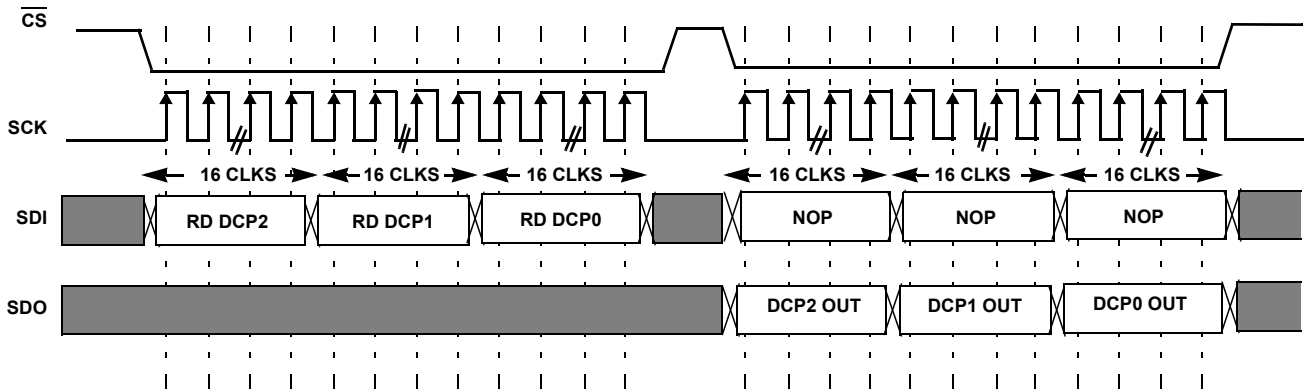 CS
SCK
16 CLKS 16 CLKS 16 CLKS 16 CLKS 16 CLKS 16 CLKS
SDI RD DCP2 RD DCP1 RD DCP0 NOP NOP NOP
SDO DCP2 OUT DCP1 OUT DCP0 OUT